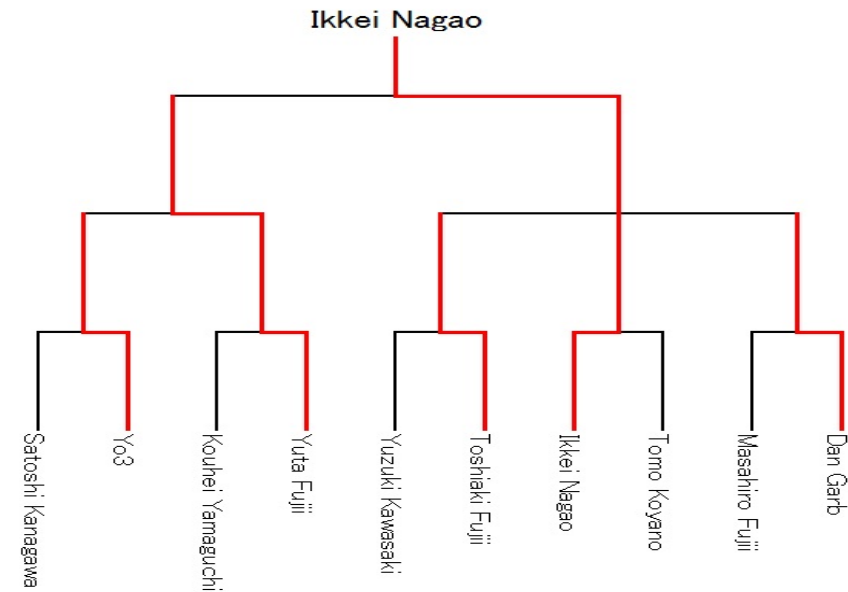 Ikkei Nagao
Satoshi Kanagawa
Yo3
Kouhei Yamaguchi
Yuta Fujii
Yuzuki Kawasaki
Toshiaki Fujii
Ikkei Nagao
Tomo Koyano
Masahiro Fujii
Dan Garb